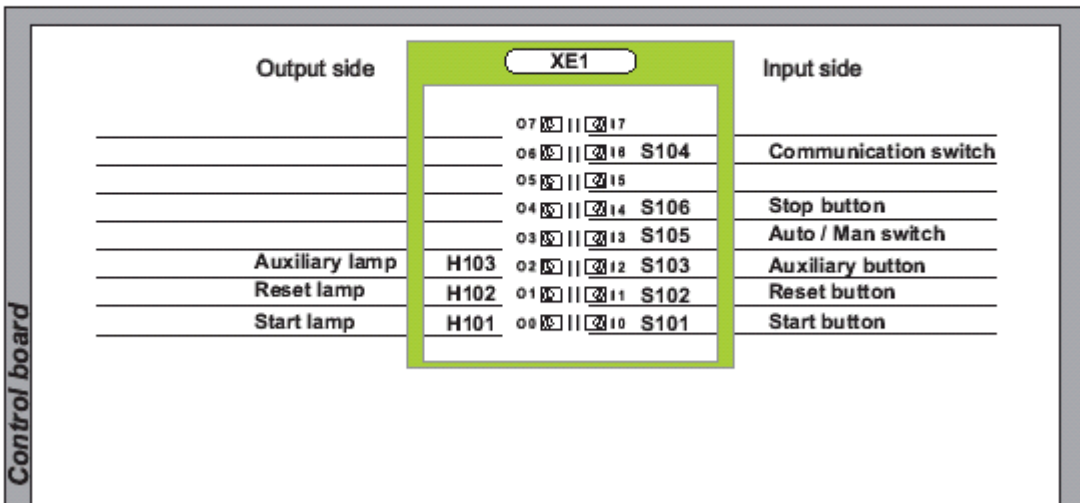 Output side XE1 Input side
O7 I7
O6 I6 S104 Communication switch
O5 I5
O4 I4 S106 Stop button
O3 I3 S105 Auto / Man switch
Auxiliary lamp H103 O2 I2 S103 Auxiliary button
Reset lamp H102 O1 I1 S102 Reset button
Start lamp H101 O0 I0 S101 Start button
Control board